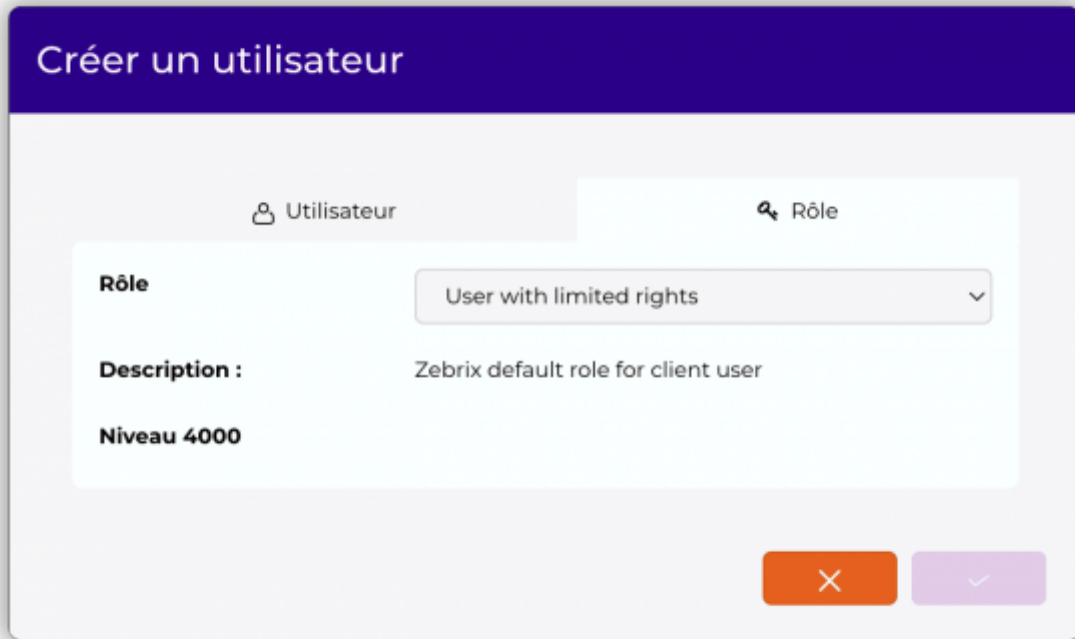 Créer un utilisateur
Utilisateur
Rôle
Rôle
User with limited rights
Description :
Zebrix default role for client user
Niveau 4000